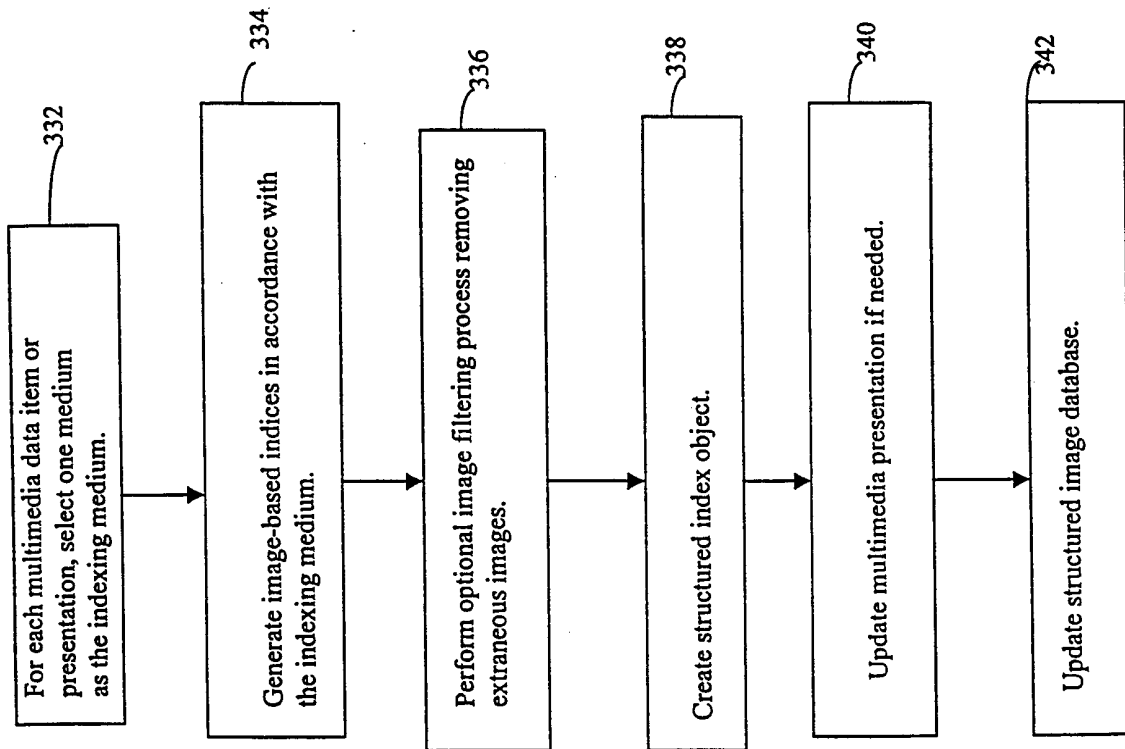 332
For each multimedia data item or
presentation, select one medium
as the indexing medium.
334
Generate image-based indices in accordance with
the indexing medium.
336
Perform optional image filtering process removing
extraneous images.
338
Create structured index object.
340
Update multimedia presentation if needed.
342
Update structured image database.